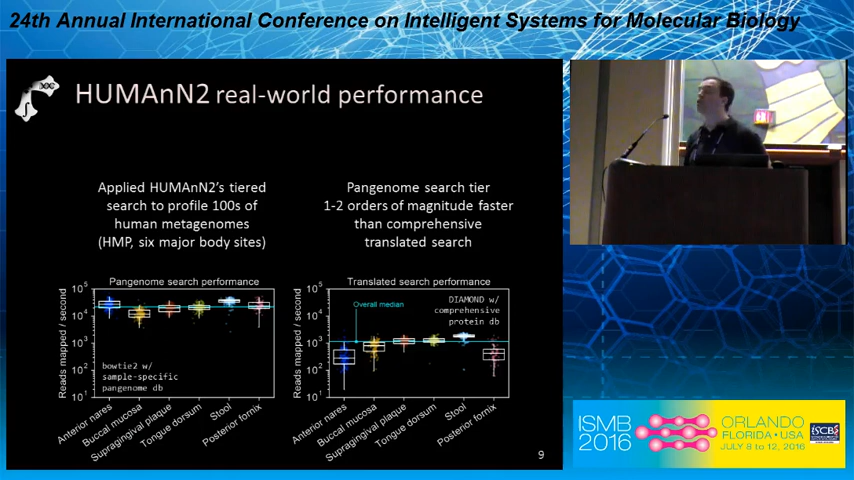 24th Annual International Conference on Intelligent Systems for Molecular Biology
HUMAnN2 real-world performance
Applied HUMAnN2's tiered
search to profile 100s of
human metagenomes
(HMP, six major body sites)
Pangenome search tier
1-2 orders of magnitude faster
than comprehensive
translated search
Pangenome search performance
Reads mapped / second
10^5
10^4
10^3
10^2
10^1
bowtie2 w/
sample-specific
pangenome db
Anterior nares
Buccal mucosa
Supragingival plaque
Tongue dorsum
Stool
Posterior fornix
Translated search performance
Reads mapped / second
10^5
10^4
10^3
10^2
10^1
Overall median
DIAMOND w/
comprehensive
protein db
Anterior nares
Buccal mucosa
Supragingival plaque
Tongue dorsum
Stool
Posterior fornix
9
ISMB
2016
ORLANDO
FLORIDA • USA
JULY 8 to 12, 2016
ISCB